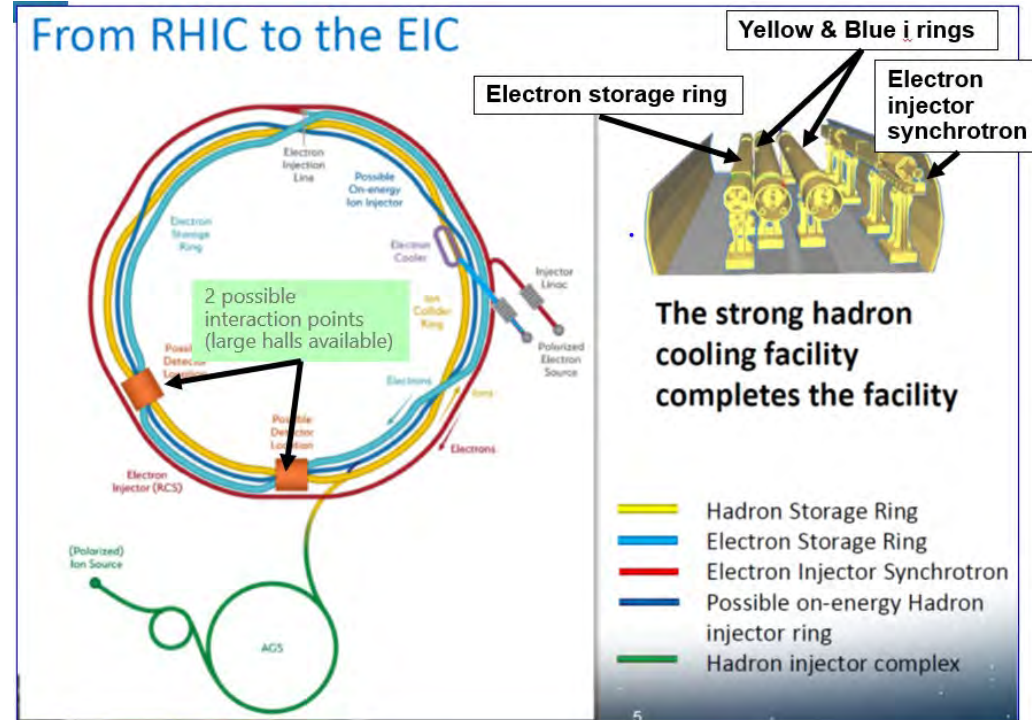 From RHIC to the EIC
Yellow & Blue i rings
Electron storage ring
Electron
injector
synchrotron
Electron
Injection
Line
Possible
On-energy
Ion Injector
Electron
Storage
Ring
Electron
Cooler
Injector
Linac
2 possible
interaction points
(large halls available)
Ion
Collider
Ring
Polarized
Electron
Source
Detector
Location
Electrons
Ions
Possible
Detector
Location
Electrons
Electron
Injector (RCS)
(Polarized)
Ion Source
AGS
The strong hadron
cooling facility
completes the facility
Hadron Storage Ring
Electron Storage Ring
Electron Injector Synchrotron
Possible on-energy Hadron
injector ring
Hadron injector complex
5